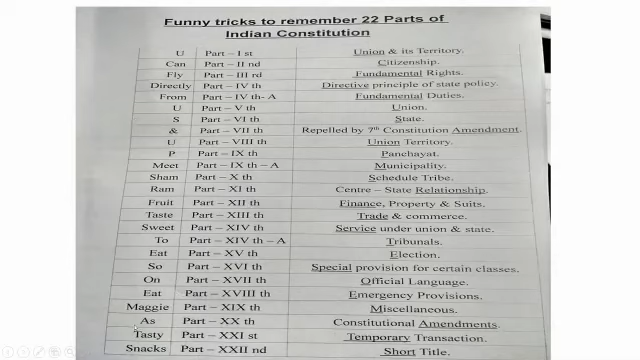 Funny tricks to remember 22 Parts of
Indian Constitution
U Part – I st Union & its Territory.
Can Part – II nd Citizenship.
Fly Part – III rd Fundamental Rights.
Directly Part – IV th Directive principle of state policy.
From Part – IV th- A Fundamental Duties.
U Part – V th Union.
S Part – VI th State.
& Part – VII th Repelled by 7th Constitution Amendment.
U Part – VIII th Union Territory.
P Part – IX th Panchayat.
Meet Part – IX th – A Municipality.
Sham Part – X th Schedule Tribe.
Ram Part – XI th Centre – State Relationship.
Fruit Part – XII th Finance, Property & Suits.
Taste Part – XIII th Trade & commerce.
Sweet Part – XIV th Service under union & state.
To Part – XIV th – A Tribunals.
Eat Part – XV th Election.
So Part – XVI th Special provision for certain classes.
On Part – XVII th Official Language.
Eat Part – XVIII th Emergency Provisions.
Maggie Part – XIX th Miscellaneous.
As Part – XX th Constitutional Amendments.
Tasty Part – XXI st Temporary Transaction.
Snacks Part – XXII nd Short Title.